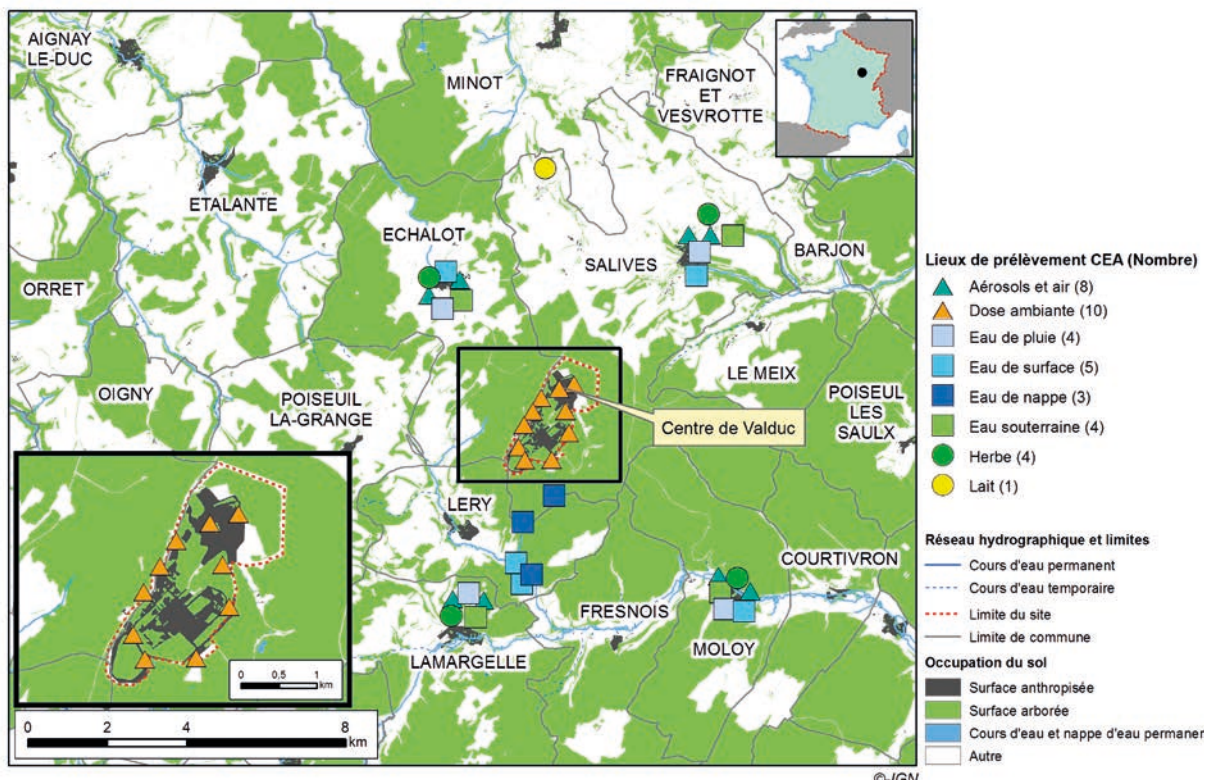 AIGNAY
LE-DUC
MINOT
FRAIGNOT
ET
VESVROTTE
ETALANTE
ECHALOT
SALIVES
BARJON
ORRET
OIGNY
POISEUIL
LA-GRANGE
LE MEIX
POISEUL
LES
SAULX
Centre de Valduc
LERY
COURTIVRON
FRESNOIS
LAMARGELLE
MOLOY
0 0,5 1
km
0 2 4 8
km
Lieux de prélèvement CEA (Nombre)
Aérosols et air (8)
Dose ambiante (10)
Eau de pluie (4)
Eau de surface (5)
Eau de nappe (3)
Eau souterraine (4)
Herbe (4)
Lait (1)
Réseau hydrographique et limites
Cours d'eau permanent
Cours d'eau temporaire
Limite du site
Limite de commune
Occupation du sol
Surface anthropisée
Surface arborée
Cours d'eau et nappe d'eau permaner
Autre
©-IGN